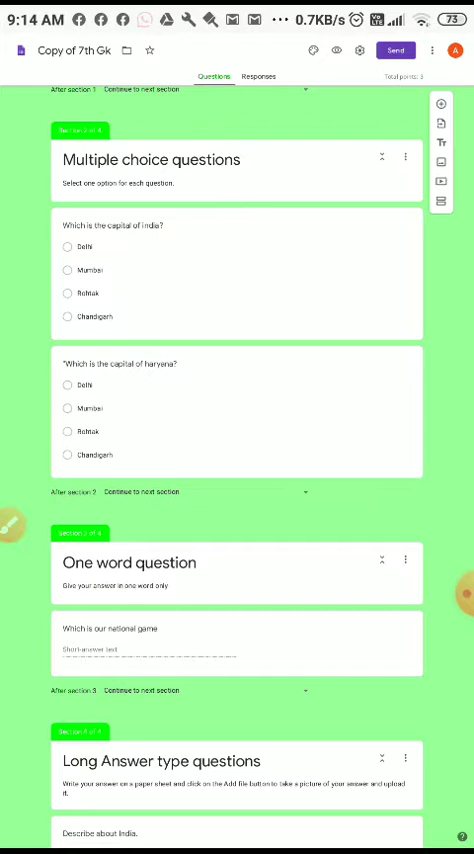 9:14 AM ••• 0.7KB/s 73
Copy of 7th Gk Send A
Questions Responses Total points: 3
After section 1 Continue to next section
Section 2 of 4
Multiple choice questions
Select one option for each question.
Which is the capital of india?
Delhi
Mumbai
Rohtak
Chandigarh
"Which is the capital of haryana?
Delhi
Mumbai
Rohtak
Chandigarh
After section 2 Continue to next section
Section 3 of 4
One word question
Give your answer in one word only
Which is our national game
Short-answer text
After section 3 Continue to next section
Section 4 of 4
Long Answer type questions
Write your answer on a paper sheet and click on the Add file button to take a picture of your answer and upload
it.
Describe about India.